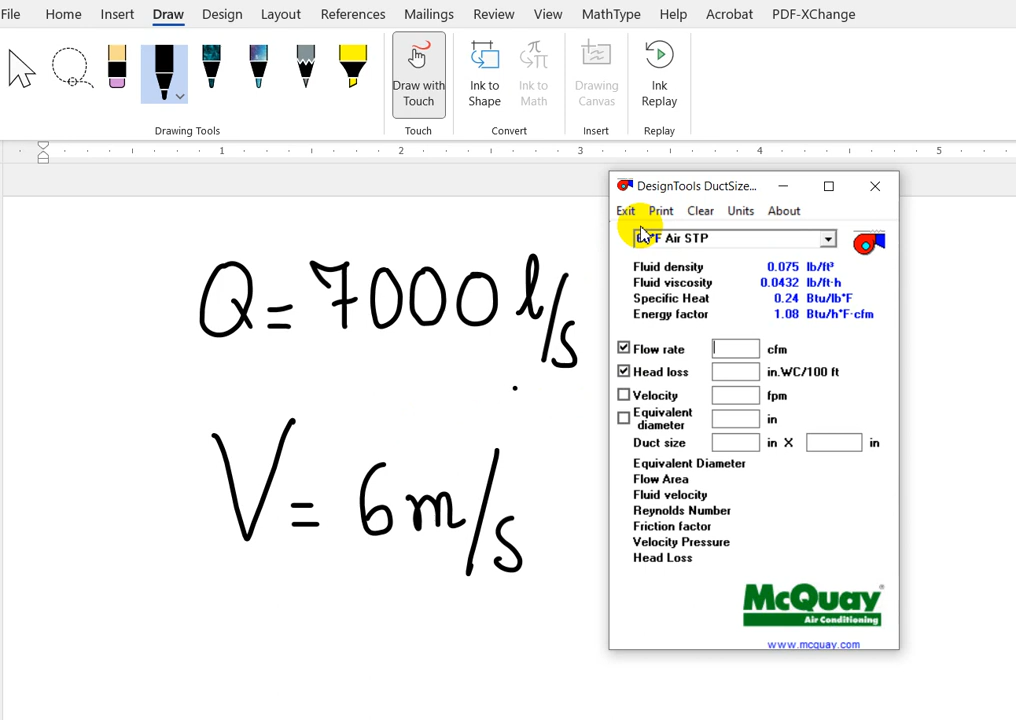 File Home Insert Draw Design Layout References Mailings Review View MathType Help Acrobat PDF-XChange
Draw with Touch
Ink to Shape
Ink to Math
Drawing Canvas
Ink Replay
Drawing Tools Touch Convert Insert Replay
1 2 3 4 5
DesignTools DuctSize...
Exit Print Clear Units About
°F Air STP
Fluid density 0.075 lb/ft³
Fluid viscosity 0.0432 lb/ft·h
Specific Heat 0.24 Btu/lb°F
Energy factor 1.08 Btu/h°F·cfm
Flow rate cfm
Head loss in.WC/100 ft
Velocity fpm
Equivalent diameter in
Duct size in X in
Equivalent Diameter
Flow Area
Fluid velocity
Reynolds Number
Friction factor
Velocity Pressure
Head Loss
McQuay®
Air Conditioning
www.mcquay.com
Q = 7000 l/s
V = 6 m/s